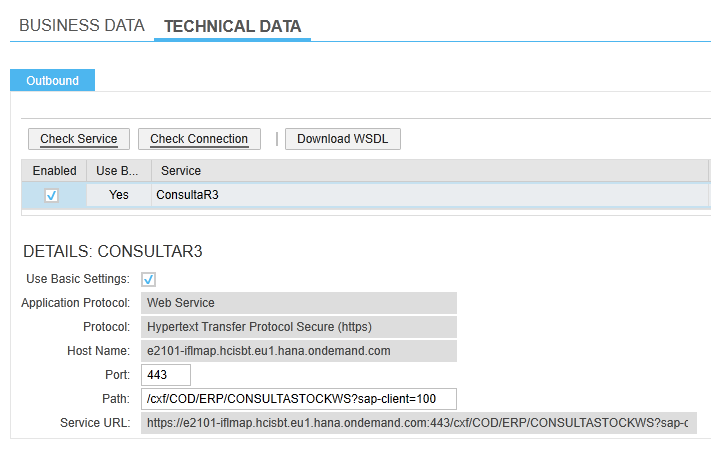 BUSINESS DATA TECHNICAL DATA
Outbound
Check Service Check Connection | Download WSDL
Enabled Use B... Service
Yes ConsultaR3
DETAILS: CONSULTAR3
Use Basic Settings:
Application Protocol: Web Service
Protocol: Hypertext Transfer Protocol Secure (https)
Host Name: e2101-iflmap.hcisbt.eu1.hana.ondemand.com
Port: 443
Path: /cxf/COD/ERP/CONSULTASTOCKWS?sap-client=100
Service URL: https://e2101-iflmap.hcisbt.eu1.hana.ondemand.com:443/cxf/COD/ERP/CONSULTASTOCKWS?sap-c